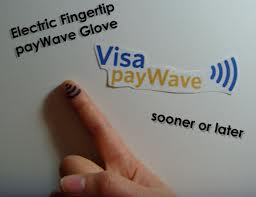 Electric Fingertip
payWave Glove
Visa
payWave
sooner or later